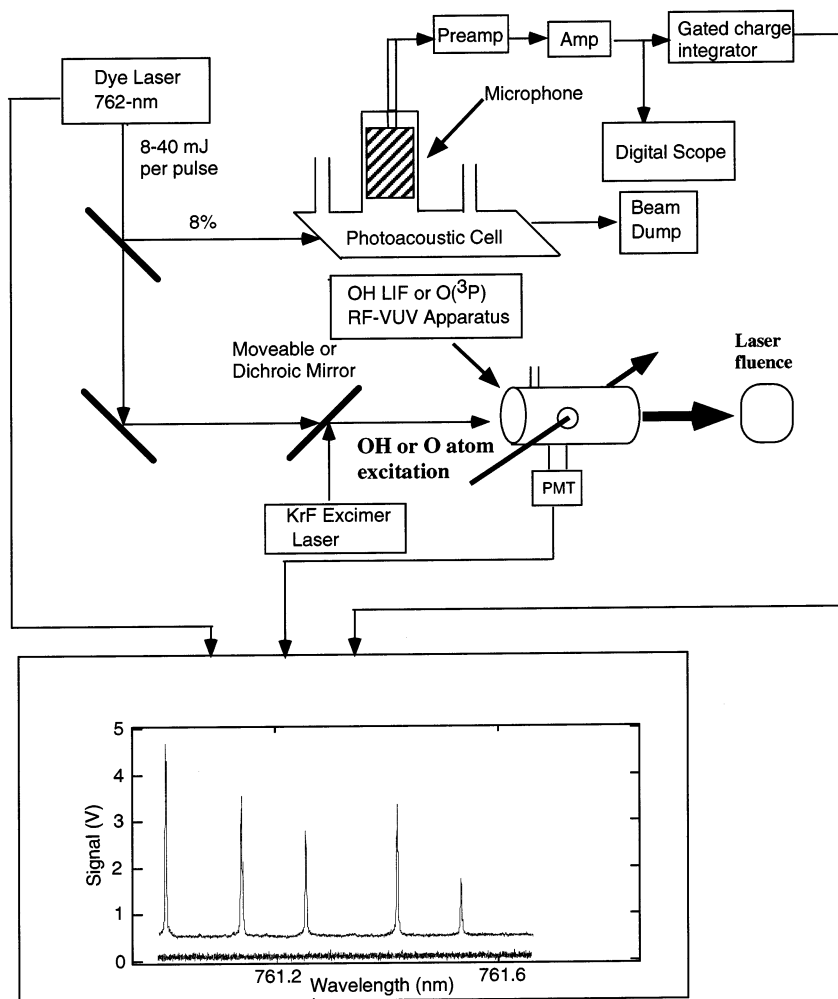 Preamp
Amp
Gated charge
integrator
Dye Laser
762-nm
Microphone
8-40 mJ
per pulse
Digital Scope
8%
Photoacoustic Cell
Beam
Dump
OH LIF or O(³P)
RF-VUV Apparatus
Laser
fluence
Moveable or
Dichroic Mirror
OH or O atom
excitation
PMT
KrF Excimer
Laser
5
4
3
2
1
0
Signal (V)
761.2
761.6
Wavelength (nm)